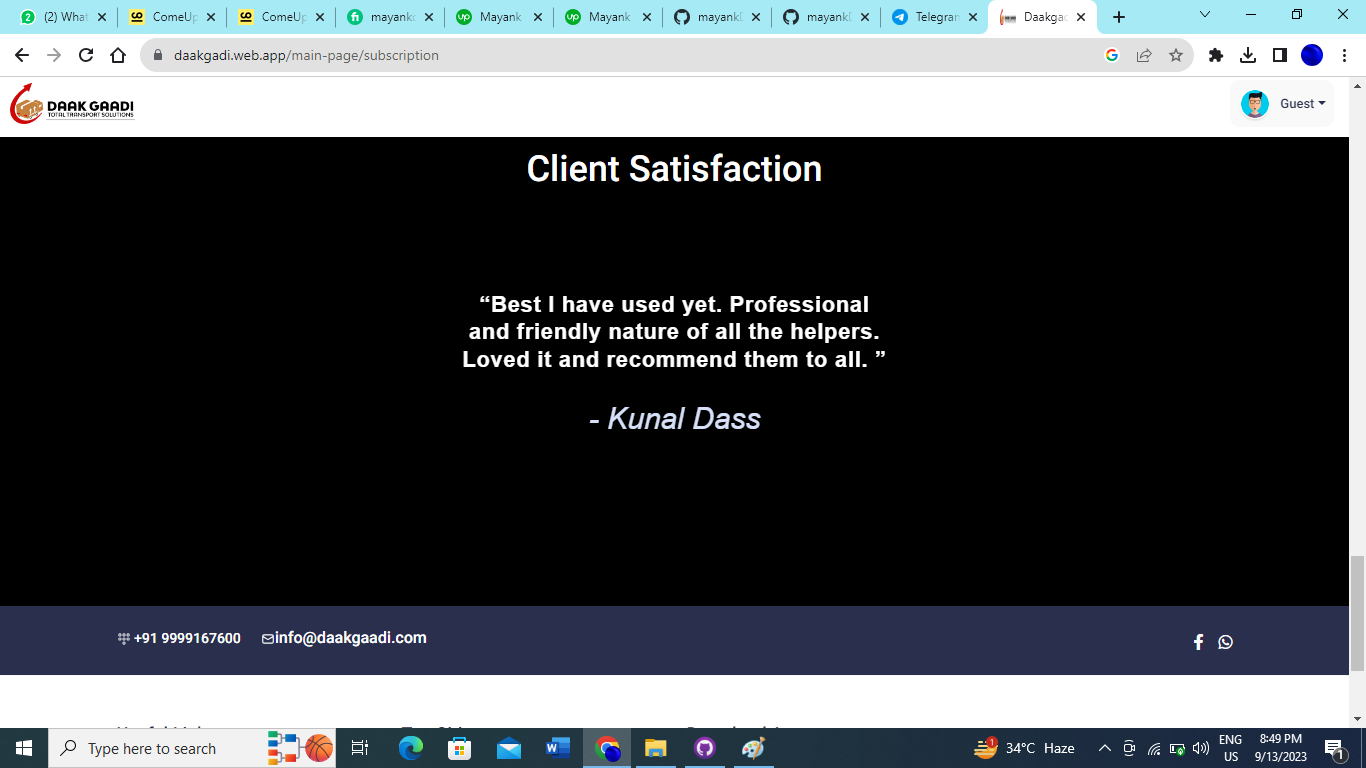 (2) What
ComeUp
ComeUp
mayank
Mayank
Mayank
mayank
mayank
Telegram
Daakgad
daakgadi.web.app/main-page/subscription
DAAK GAADI
TOTAL TRANSPORT SOLUTIONS
Guest
Client Satisfaction
“Best I have used yet. Professional
and friendly nature of all the helpers.
Loved it and recommend them to all. ”
- Kunal Dass
+91 9999167600 info@daakgaadi.com
Type here to search
34°C Haze
ENG
US
8:49 PM
9/13/2023